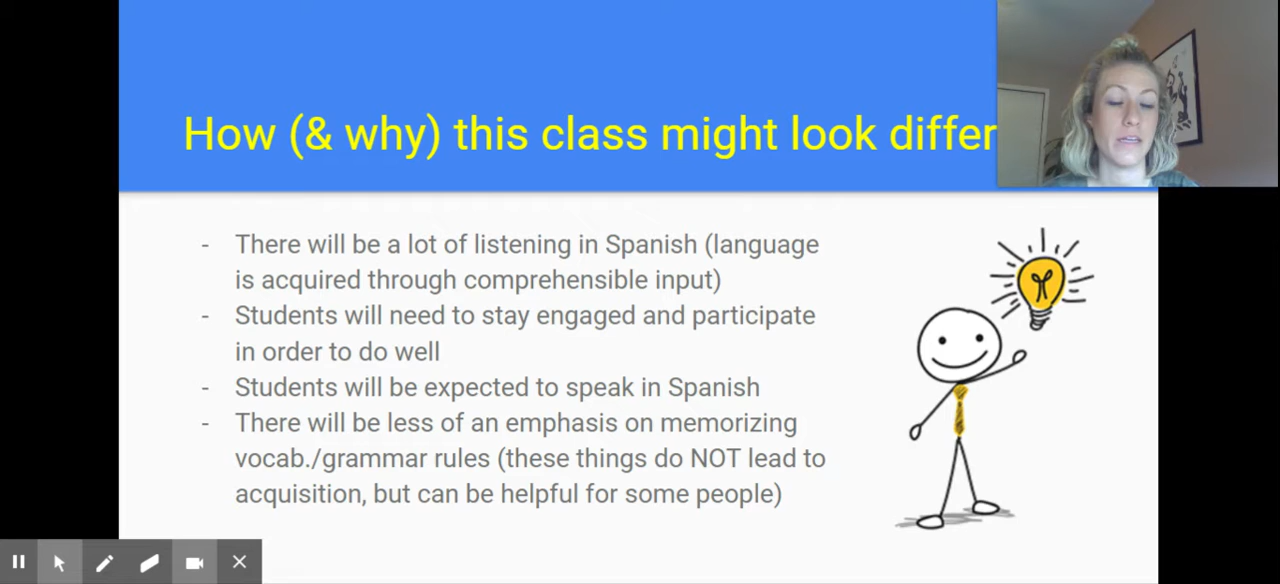 How (& why) this class might look differ
- There will be a lot of listening in Spanish (language
is acquired through comprehensible input)
- Students will need to stay engaged and participate
in order to do well
- Students will be expected to speak in Spanish
- There will be less of an emphasis on memorizing
vocab./grammar rules (these things do NOT lead to
acquisition, but can be helpful for some people)